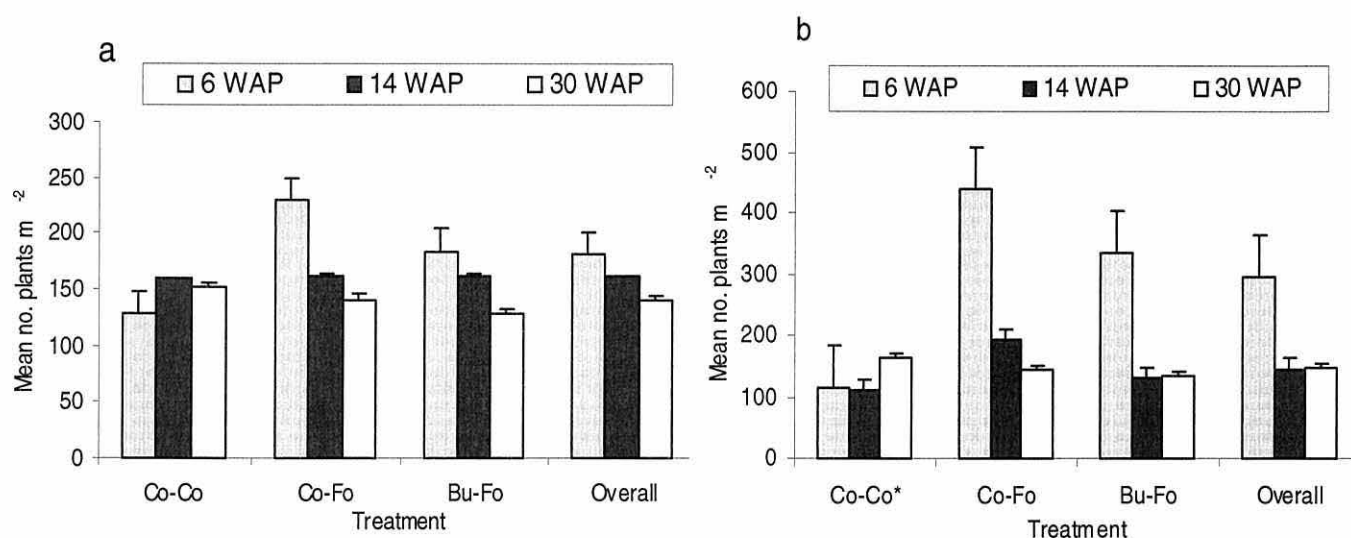 a
6 WAP 14 WAP 30 WAP
300
250
200
150
100
50
0
Mean no. plants m⁻²
Co-Co Co-Fo Bu-Fo Overall
Treatment
b
6 WAP 14 WAP 30 WAP
600
500
400
300
200
100
0
Mean no. plants m⁻²
Co-Co* Co-Fo Bu-Fo Overall
Treatment